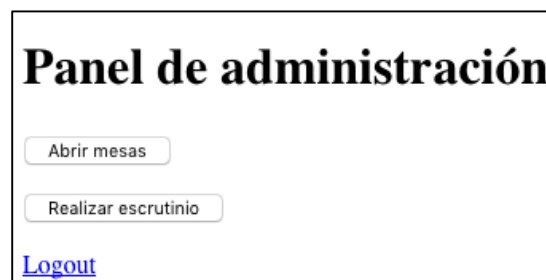 Panel de administración
Abrir mesas
Realizar escrutinio
Logout